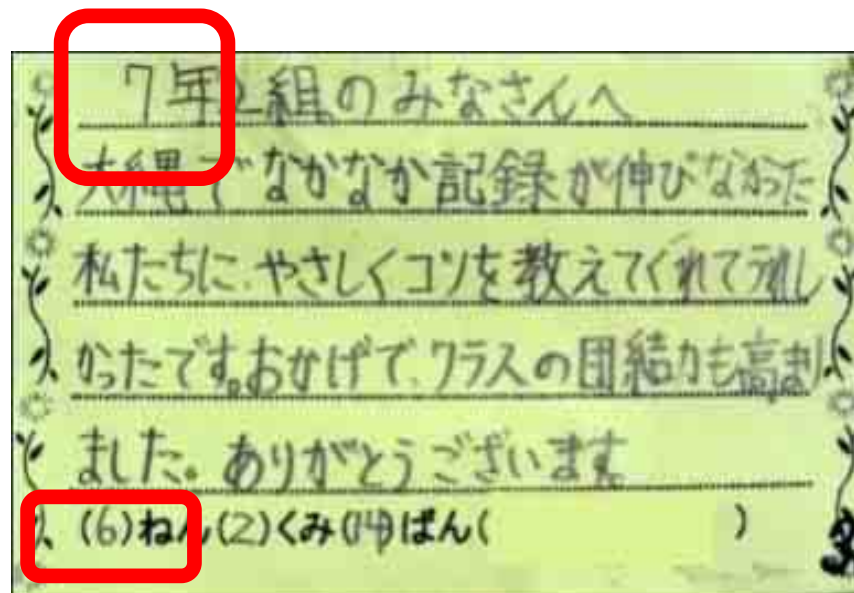 7年2組のみなさんへ
大縄でなかなか記録が伸びなかった
私たちに、やさしくコツを教えてくれてうれし
かったです。おかげで、クラスの団結力も高まり
ました。ありがとうございます。
(6)ねん(2)くみ(14)ばん( )